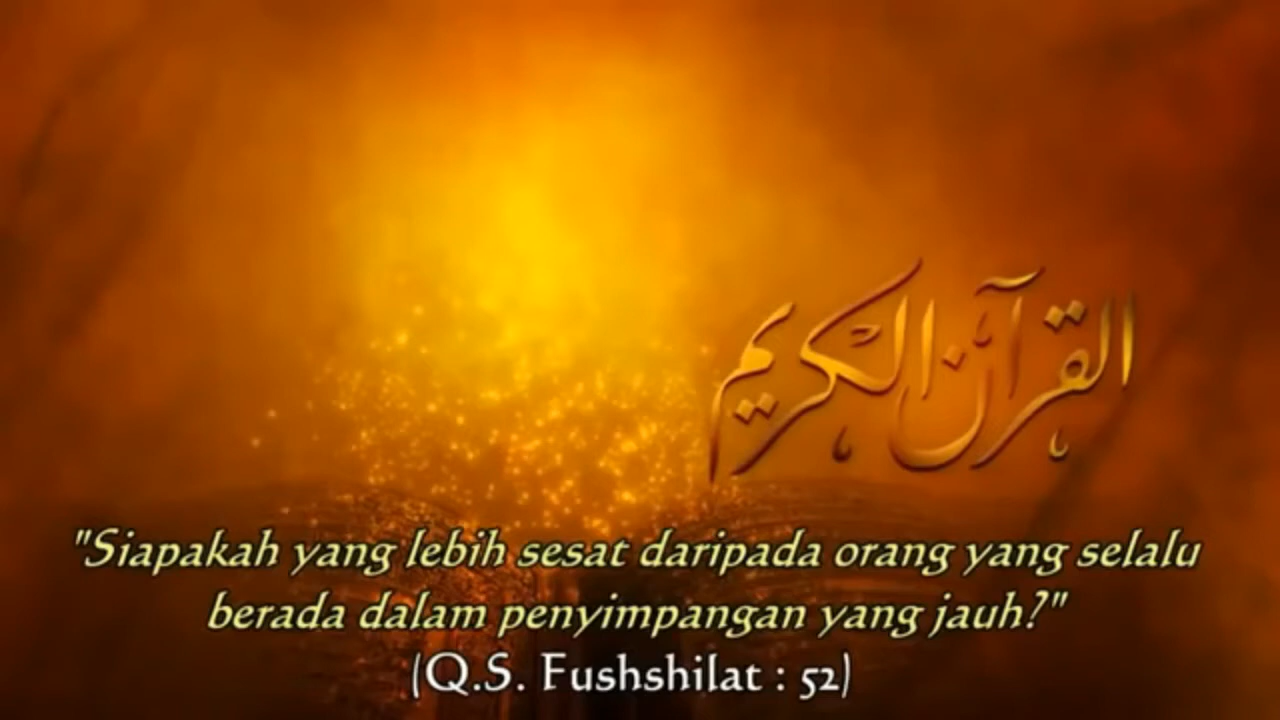 القرآن الكريم
"Siapakah yang lebih sesat daripada orang yang selalu
berada dalam penyimpangan yang jauh?"
(Q.S. Fushshilat : 52)